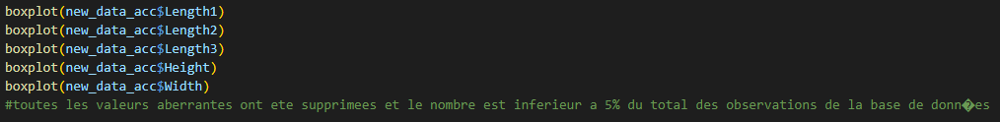 boxplot(new_data_acc$Length1)
boxplot(new_data_acc$Length2)
boxplot(new_data_acc$Length3)
boxplot(new_data_acc$Height)
boxplot(new_data_acc$Width)
#toutes les valeurs aberrantes ont ete supprimees et le nombre est inferieur a 5% du total des observations de la base de donn�es